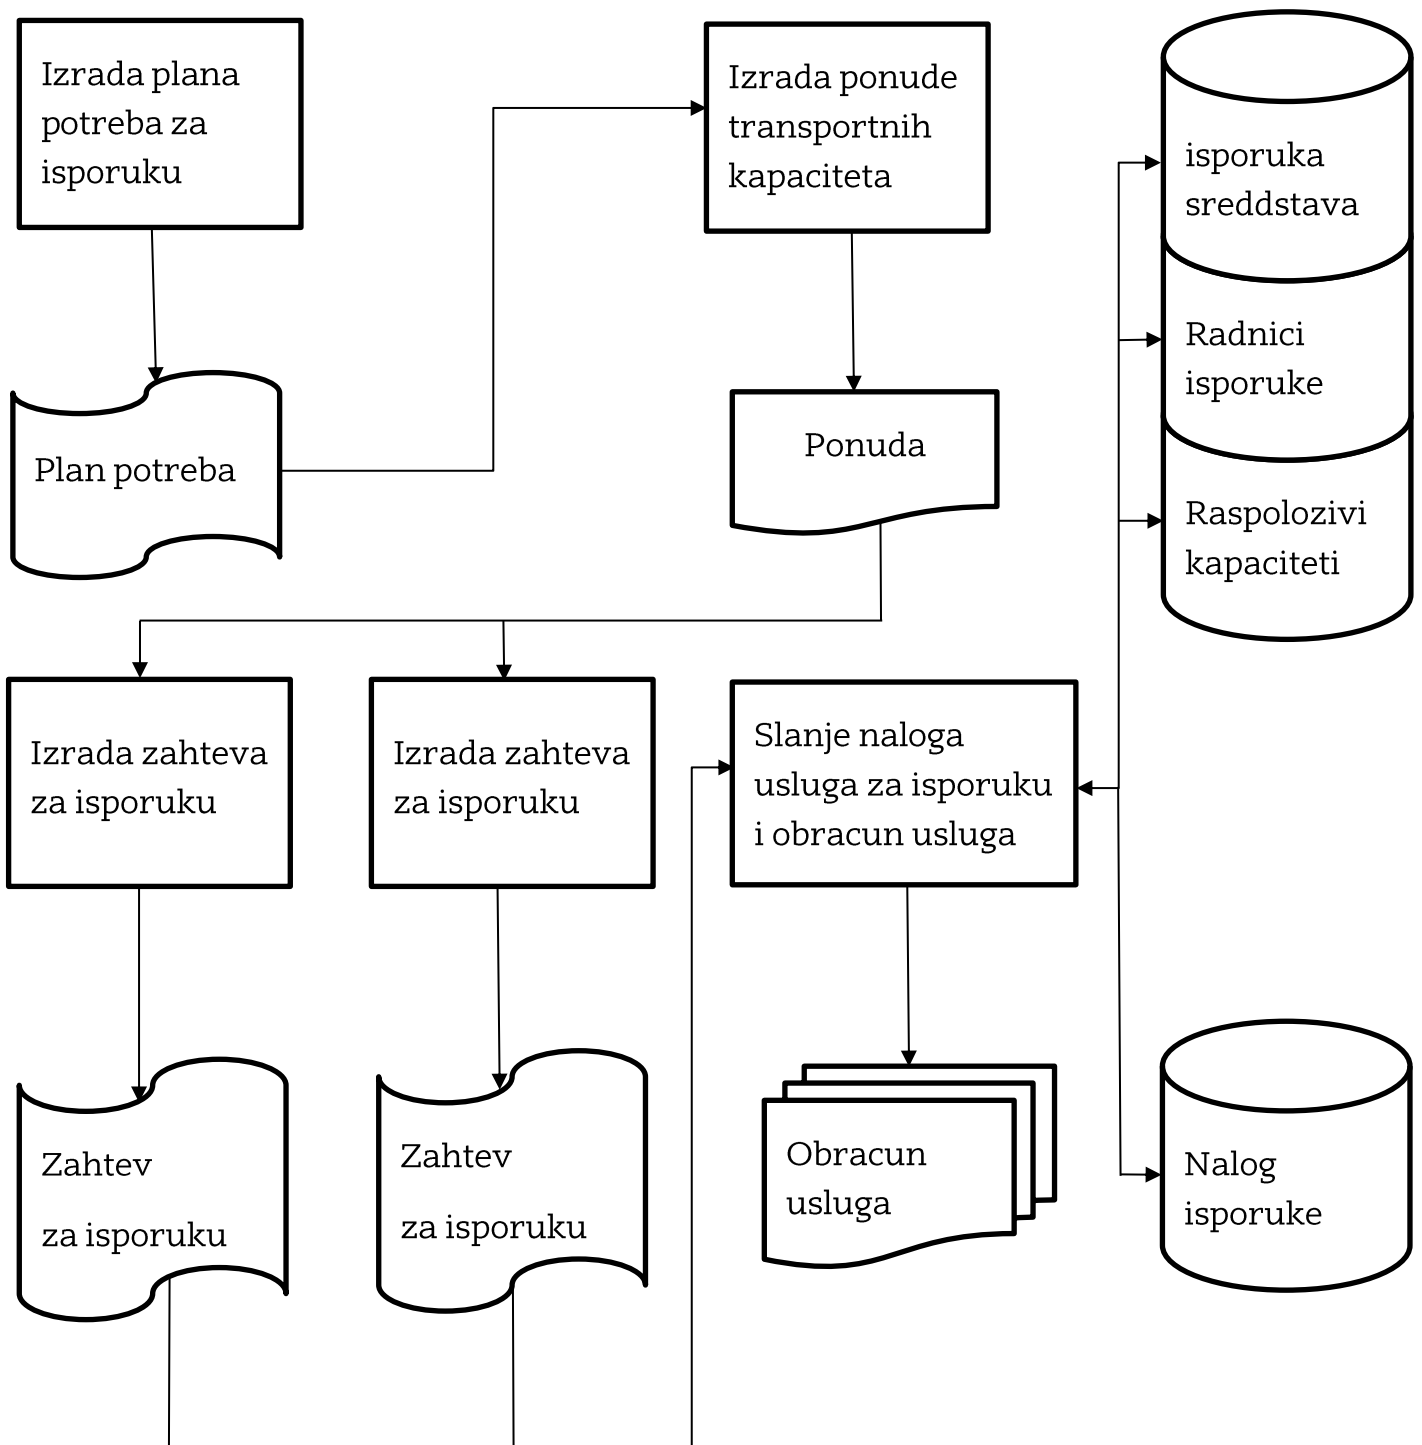 Izrada plana
potreba za
isporuku
Izrada ponude
transportnih
kapaciteta
isporuka
sreddstava
Radnici
isporuke
Raspolozivi
kapaciteti
Plan potreba
Ponuda
Izrada zahteva
za isporuku
Izrada zahteva
za isporuku
Slanje naloga
usluga za isporuku
i obracun usluga
Zahtev
za isporuku
Zahtev
za isporuku
Obracun
usluga
Nalog
isporuke